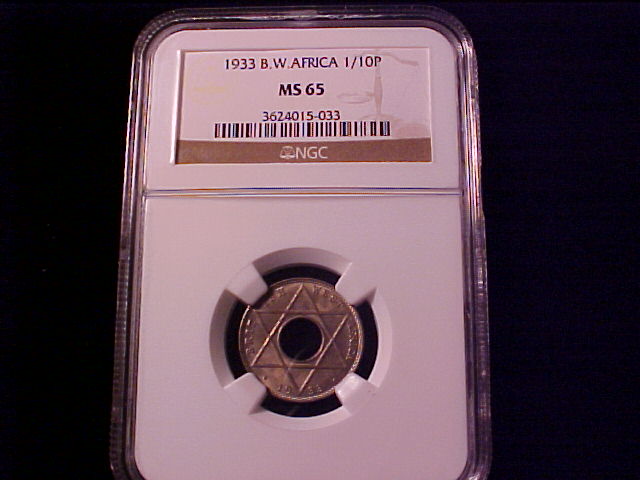 1933 B.W.AFRICA 1/10P
MS 65
3624015-033
NGC